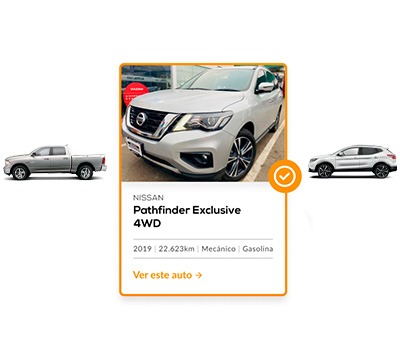 NISSAN
Pathfinder Exclusive
4WD
2019 | 22.623km | Mecánico | Gasolina
Ver este auto →